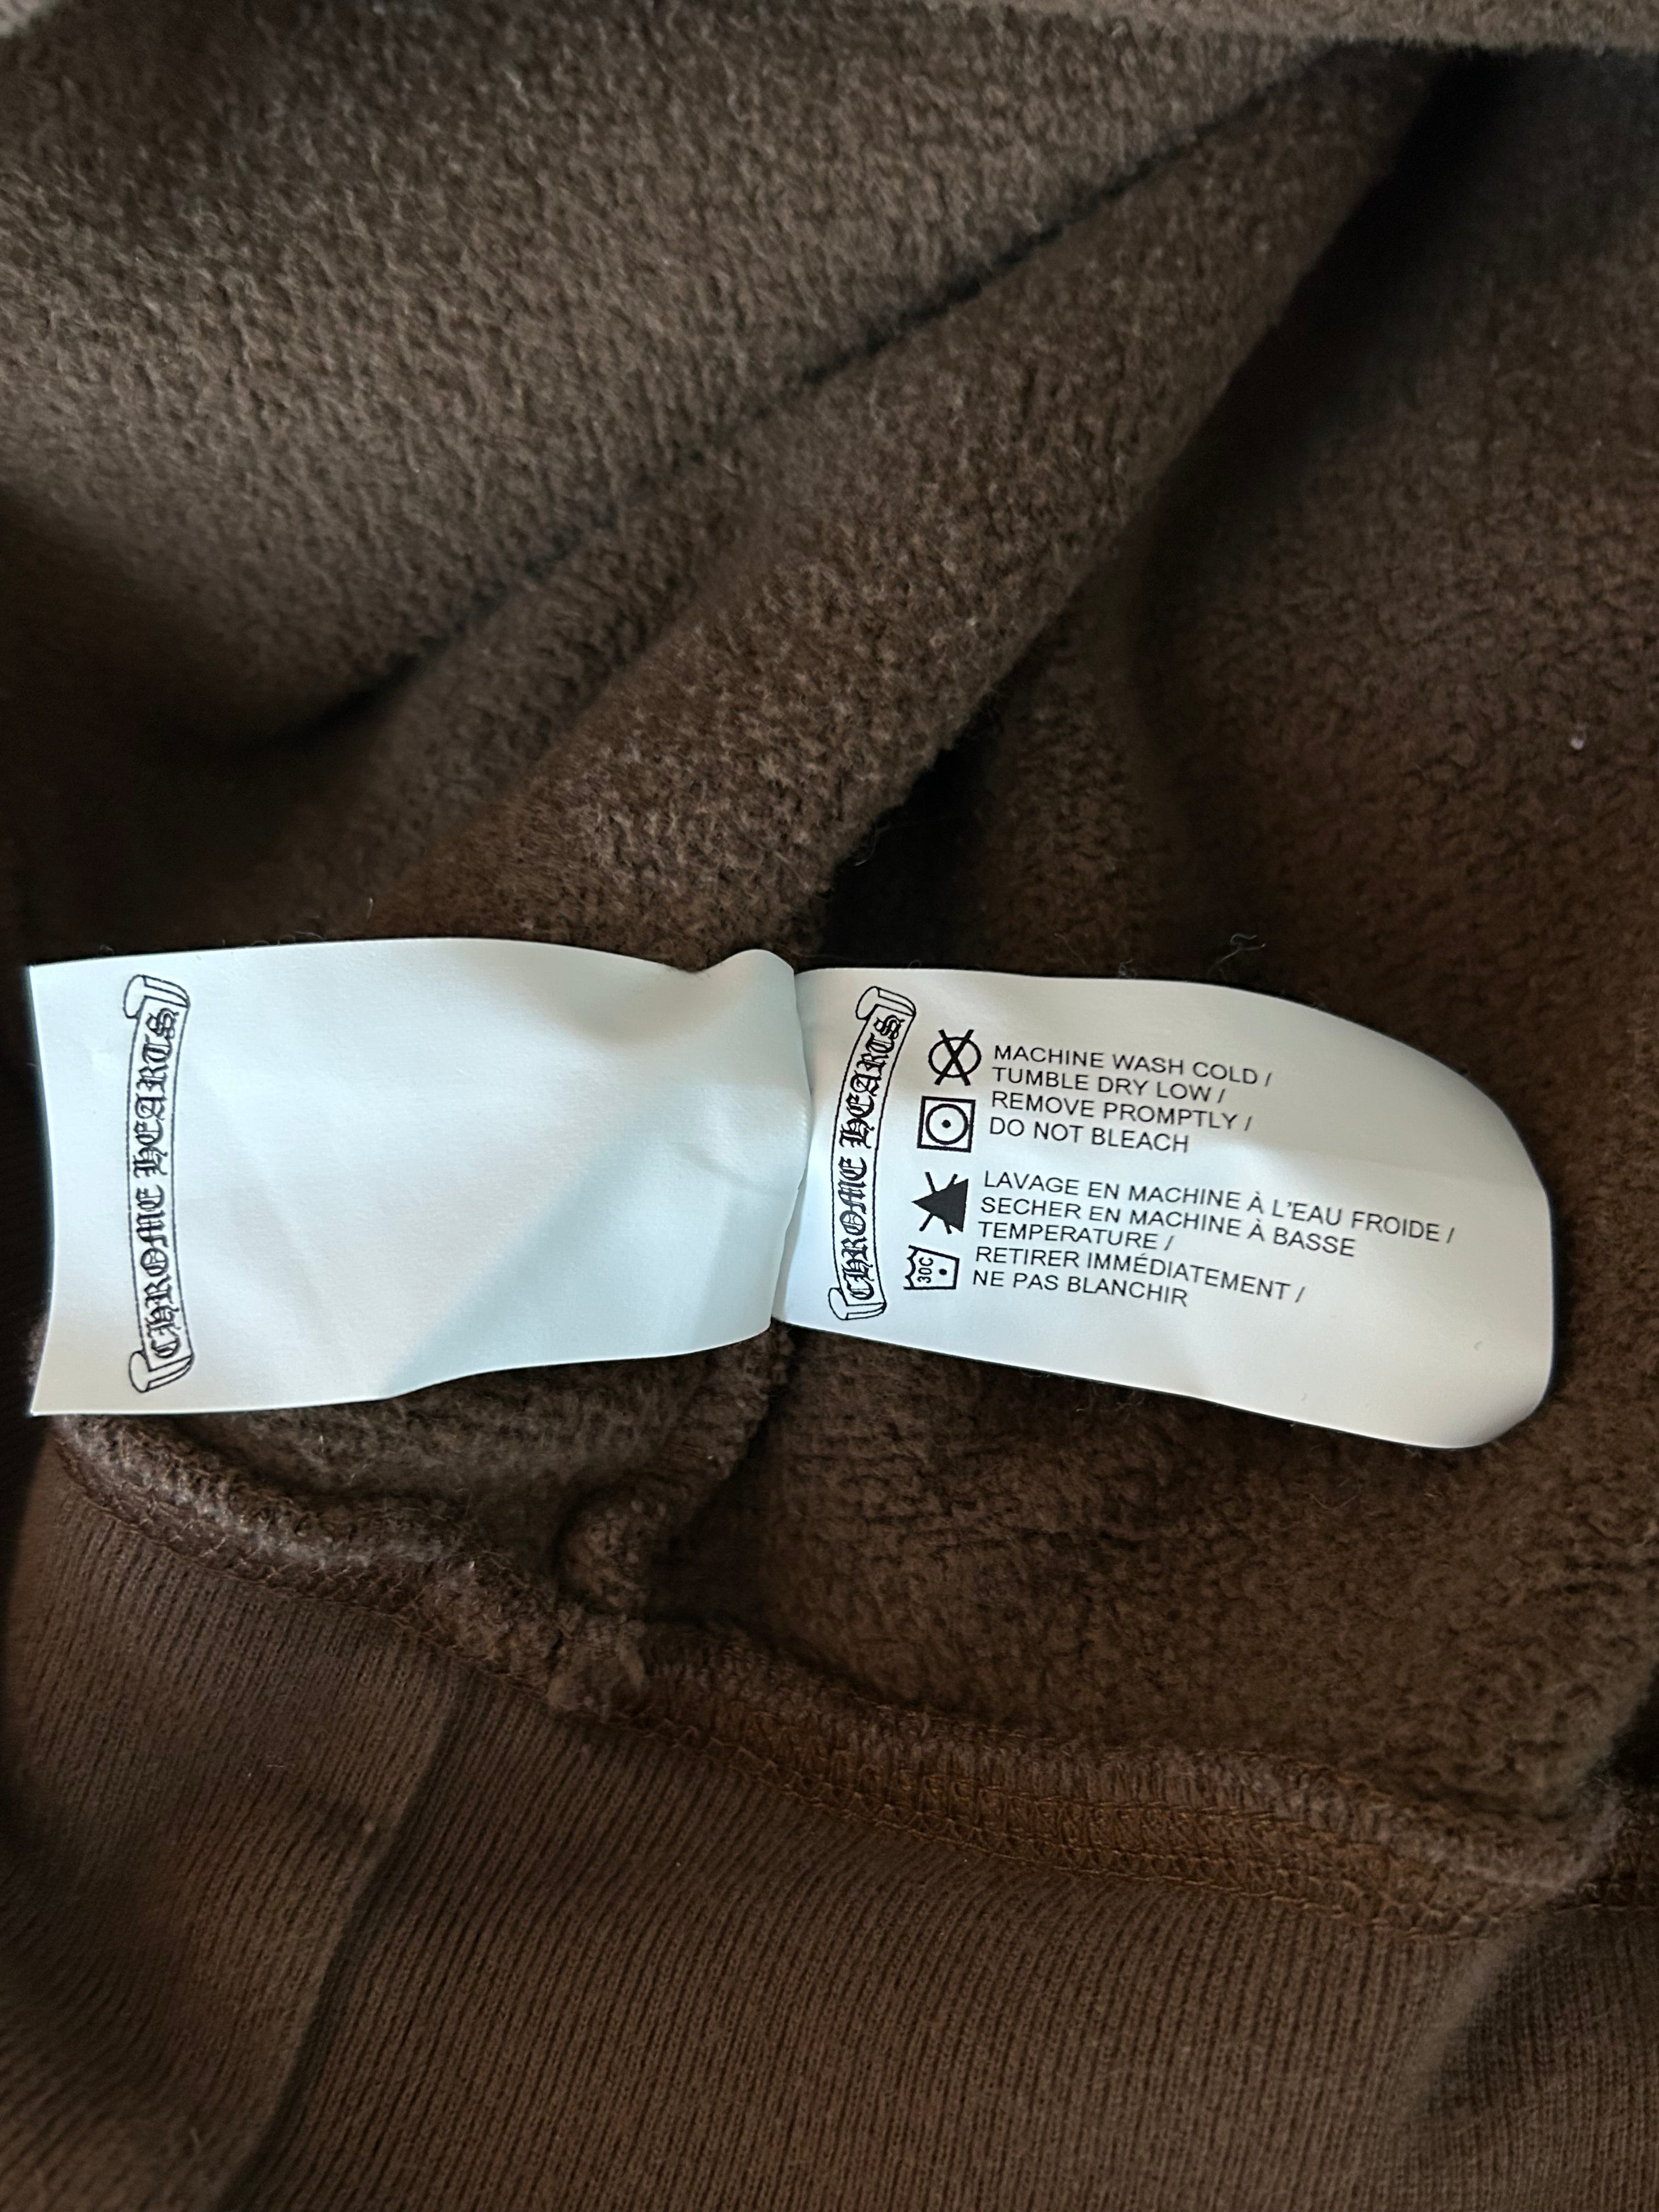 CHROME HEARTS
CHROME HEARTS
MACHINE WASH COLD /
TUMBLE DRY LOW /
REMOVE PROMPTLY /
DO NOT BLEACH
LAVAGE EN MACHINE À L'EAU FROIDE /
SECHER EN MACHINE À BASSE
TEMPERATURE /
RETIRER IMMÉDIATEMENT /
NE PAS BLANCHIR
30C